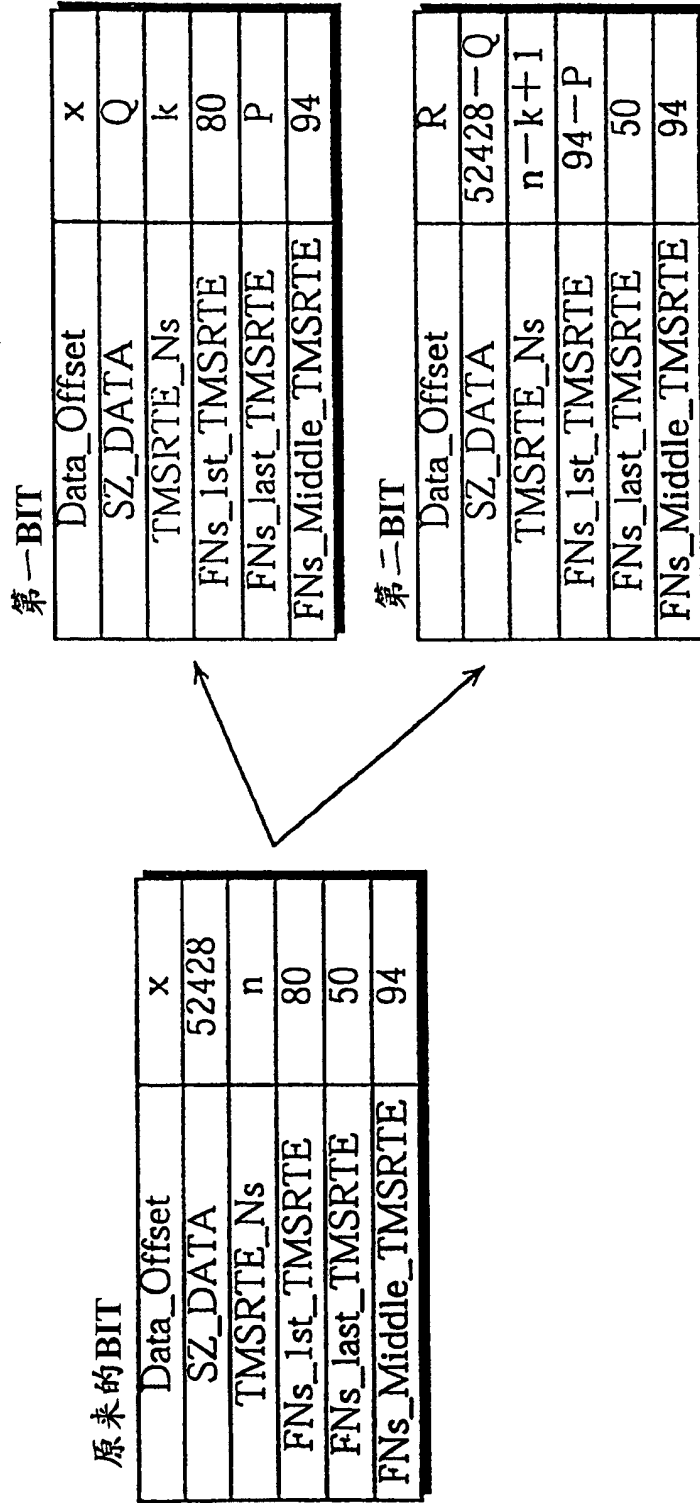 原来的BIT
Data_Offset x
SZ_DATA 52428
TMSRTE_Ns n
FNs_1st_TMSRTE 80
FNs_last_TMSRTE 50
FNs_Middle_TMSRTE 94
第一BIT
Data_Offset x
SZ_DATA Q
TMSRTE_Ns k
FNs_1st_TMSRTE 80
FNs_last_TMSRTE P
FNs_Middle_TMSRTE 94
第二BIT
Data_Offset R
SZ_DATA 52428-Q
TMSRTE_Ns n-k+1
FNs_1st_TMSRTE 94-P
FNs_last_TMSRTE 50
FNs_Middle_TMSRTE 94